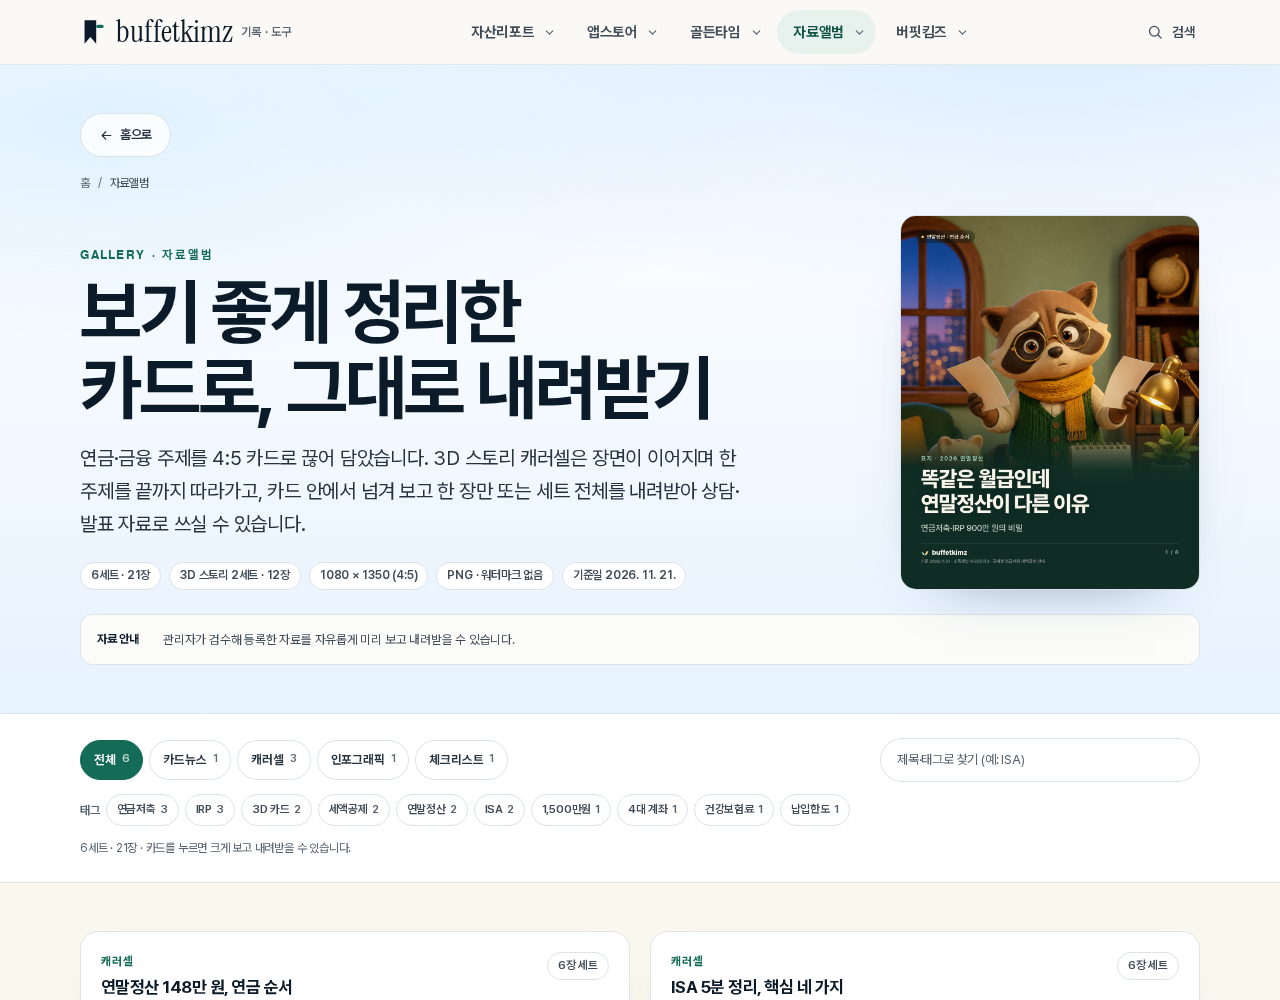 buffetkimz 기록 · 도구
자산리포트
앱스토어
골든타임
자료앨범
버핏킴즈
검색
← 홈으로
홈 / 자료앨범
GALLERY · 자료앨범
보기 좋게 정리한
카드로, 그대로 내려받기
연금·금융 주제를 4:5 카드로 끊어 담았습니다. 3D 스토리 캐러셀은 장면이 이어지며 한
주제를 끝까지 따라가고, 카드 안에서 넘겨 보고 한 장만 또는 세트 전체를 내려받아 상담·
발표 자료로 쓰실 수 있습니다.
6세트 · 21장
3D 스토리 2세트 · 12장
1080 × 1350 (4:5)
PNG · 워터마크 없음
기준일 2026. 11. 21.
연말정산 · 연금 순서
표지 · 2026 연말정산
똑같은 월급인데
연말정산이 다른 이유
연금저축·IRP 900만 원의 비밀
buffetkimz
1 / 6
자료 안내
관리자가 검수해 등록한 자료를 자유롭게 미리 보고 내려받을 수 있습니다.
전체 6
카드뉴스 1
캐러셀 3
인포그래픽 1
체크리스트 1
제목·태그로 찾기 (예: ISA)
태그
연금저축 3
IRP 3
3D 카드 2
세액공제 2
연말정산 2
ISA 2
1,500만원 1
4대 계좌 1
건강보험료 1
납입한도 1
6세트 · 21장 · 카드를 누르면 크게 보고 내려받을 수 있습니다.
캐러셀
6장 세트
연말정산 148만 원, 연금 순서
캐러셀
6장 세트
ISA 5분 정리, 핵심 네 가지